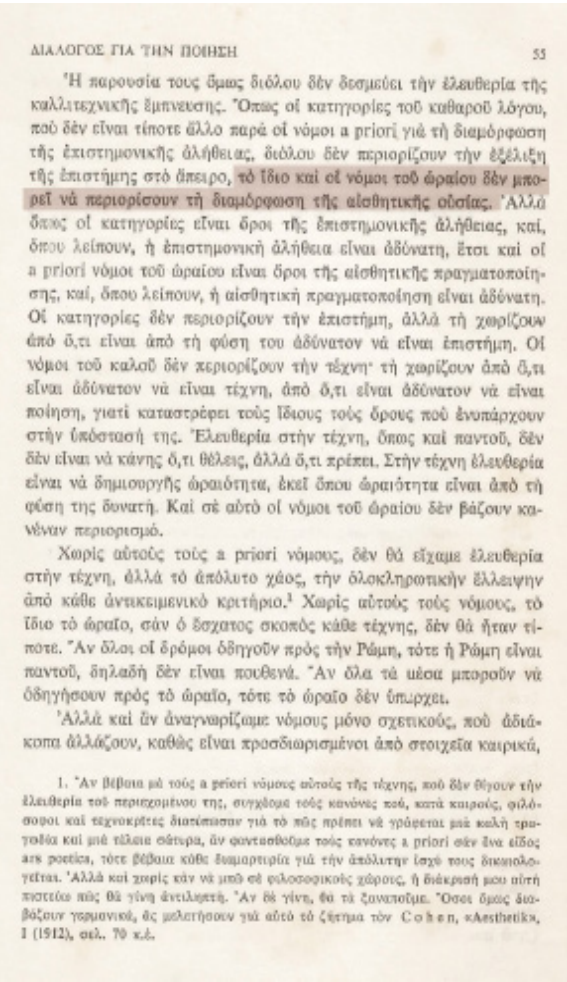 ΔΙΑΛΟΓΟΣ ΓΙΑ ΤΗΝ ΠΟΙΗΣΗ 55
Ἡ παρουσία τους ὅμως διόλου δὲν δεσμεύει τὴν ἐλευθερία τῆς
καλλιτεχνικῆς ἔμπνευσης. Ὅπως οἱ κατηγορίες τοῦ καθαροῦ λόγου,
ποὺ δὲν εἶναι τίποτε ἄλλο παρὰ οἱ νόμοι a priori γιὰ τὴ διαμόρφωση
τῆς ἐπιστημονικῆς ἀλήθειας, διόλου δὲν περιορίζουν τὴν ἐξέλιξη
τῆς ἐπιστήμης στὸ ἄπειρο, τὸ ἴδιο καὶ οἱ νόμοι τοῦ ὡραίου δὲν μπο-
ρεῖ νὰ περιορίσουν τὴ διαμόρφωση τῆς αἰσθητικῆς οὐσίας. Ἀλλὰ
ὅπως οἱ κατηγορίες εἶναι ὅροι τῆς ἐπιστημονικῆς ἀλήθειας, καί,
ὅπου λείπουν, ἡ ἐπιστημονικὴ ἀλήθεια εἶναι ἀδύνατη, ἔτσι καὶ οἱ
a priori νόμοι τοῦ ὡραίου εἶναι ὅροι τῆς αἰσθητικῆς πραγματοποίη-
σης, καί, ὅπου λείπουν, ἡ αἰσθητικὴ πραγματοποίηση εἶναι ἀδύνατη.
Οἱ κατηγορίες δὲν περιορίζουν τὴν ἐπιστήμη, ἀλλὰ τὴ χωρίζουν
ἀπὸ ὅ,τι εἶναι ἀπὸ τὴ φύση του ἀδύνατον νὰ εἶναι ἐπιστήμη. Οἱ
νόμοι τοῦ καλοῦ δὲν περιορίζουν τὴν τέχνη· τὴ χωρίζουν ἀπὸ ὅ,τι
εἶναι ἀδύνατον νὰ εἶναι τέχνη, ἀπὸ ὅ,τι εἶναι ἀδύνατον νὰ εἶναι
ποίηση, γιατὶ καταστρέφει τοὺς ἴδιους τοὺς ὅρους ποὺ ἐνυπάρχουν
στὴν ὑπόστασή της. Ἐλευθερία στὴν τέχνη, ὅπως καὶ παντοῦ, δὲν
δὲν εἶναι νὰ κάνης ὅ,τι θέλεις, ἀλλὰ ὅ,τι πρέπει. Στὴν τέχνη ἐλευθερία
εἶναι νὰ δημιουργῆς ὡραιότητα, ἐκεῖ ὅπου ὡραιότητα εἶναι ἀπὸ τὴ
φύση της δυνατή. Καὶ σὲ αὐτὸ οἱ νόμοι τοῦ ὡραίου δὲν βάζουν κα-
νέναν περιορισμό.
Χωρὶς αὐτοὺς τοὺς a priori νόμους, δὲν θὰ εἴχαμε ἐλευθερία
στὴν τέχνη, ἀλλὰ τὸ ἀπόλυτο χάος, τὴν ὁλοκληρωτικὴν ἔλλειψην
ἀπὸ κάθε ἀντικειμενικὸ κριτήριο.¹ Χωρὶς αὐτοὺς τοὺς νόμους, τὸ
ἴδιο τὸ ὡραῖο, σὰν ὁ ἔσχατος σκοπὸς κάθε τέχνης, δὲν θὰ ἦταν τί-
ποτε. Ἂν ὅλοι οἱ δρόμοι ὁδηγοῦν πρὸς τὴν Ρώμη, τότε ἡ Ρώμη εἶναι
παντοῦ, δηλαδὴ δὲν εἶναι πουθενά. Ἂν ὅλα τὰ μέσα μποροῦν νὰ
ὁδηγήσουν πρὸς τὸ ὡραῖο, τότε τὸ ὡραῖο δὲν ὑπάρχει.
Ἀλλὰ καὶ ἂν ἀναγνωρίζαμε νόμους μόνο σχετικούς, ποὺ ἀδιά-
κοπα ἀλλάζουν, καθὼς εἶναι προσδιωρισμένοι ἀπὸ στοιχεῖα καιρικά,
1. Ἂν βέβαια μὲ τοὺς a priori νόμους αὐτοὺς τῆς τέχνης, ποὺ δὲν θίγουν τὴν
ἐλευθερία τοῦ περιεχομένου της, συγχέομε τοὺς κανόνες πού, κατὰ καιρούς, φιλό-
σοφοι καὶ τεχνοκρίτες διατύπωσαν γιὰ τὸ πῶς πρέπει νὰ γράφεται μιὰ καλὴ τρα-
γωδία καὶ μιὰ τέλεια σάτυρα, ἂν φαντασθοῦμε τοὺς κανόνες a priori σὰν ἕνα εἶδος
ars poetica, τότε βέβαια κάθε διαμαρτυρία γιὰ τὴν ἀπόλυτην ἰσχύ τους δικαιολο-
γεῖται. Ἀλλὰ καὶ χωρὶς κἂν νὰ μπῶ σὲ φιλοσοφικοὺς χώρους, ἡ διάκρισή μου αὐτὴ
πιστεύω πὼς θὰ γίνη ἀντιληπτή. Ἂν δὲ γίνη, θὰ τὰ ξαναποῦμε. Ὅσοι ὅμως δια-
βάζουν γερμανικά, ἂς μελετήσουν γιὰ αὐτὸ τὸ ζήτημα τὸν Cohen, «Aesthetik»,
I (1912), σελ. 70 κ.ἑ.